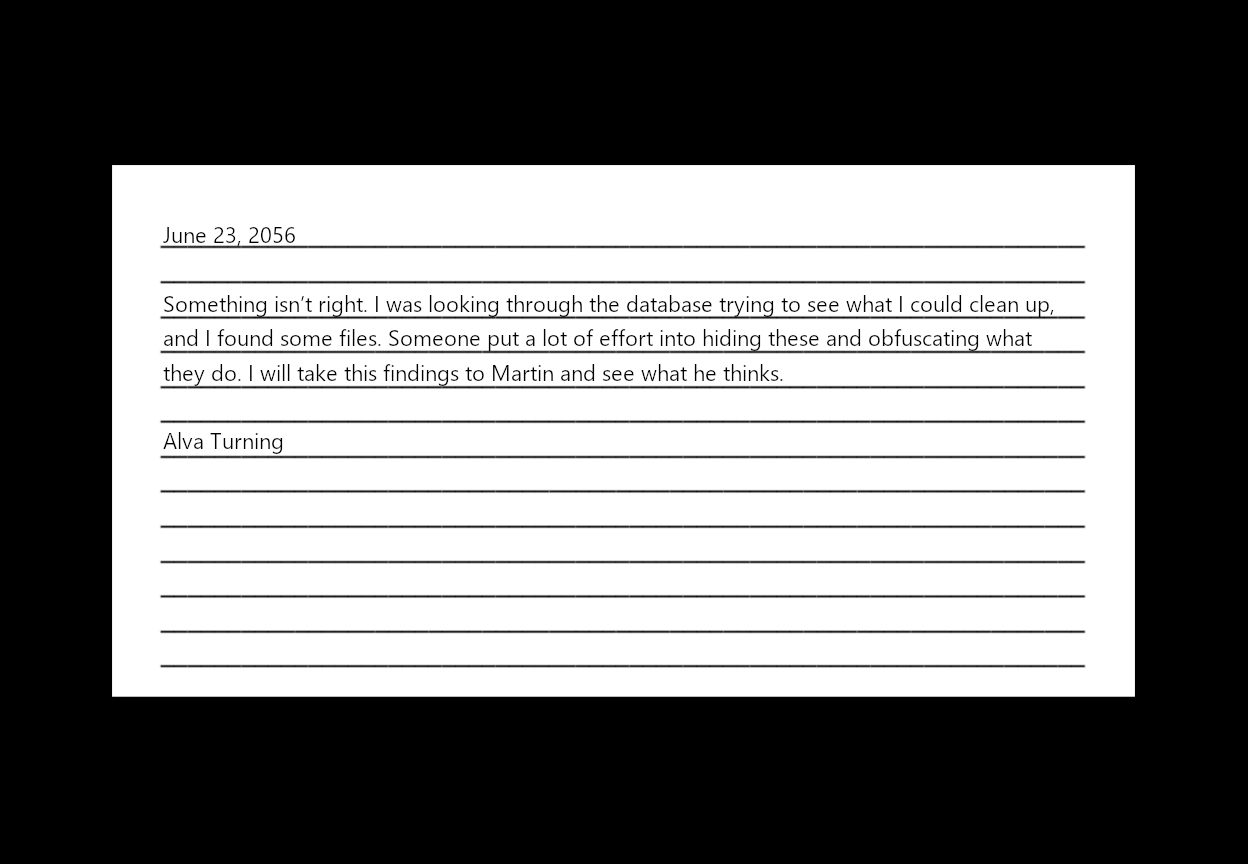 June 23, 2056
Something isn’t right. I was looking through the database trying to see what I could clean up,
and I found some files. Someone put a lot of effort into hiding these and obfuscating what
they do. I will take this findings to Martin and see what he thinks.
Alva Turning